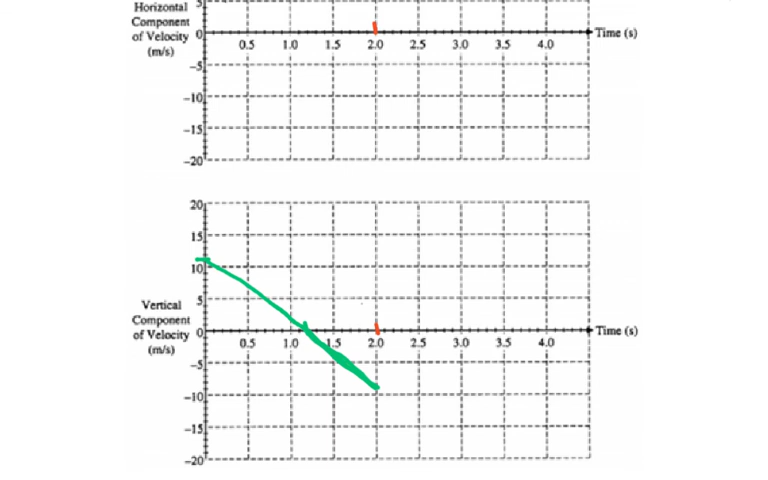 Horizontal
Component
of Velocity
(m/s)
5
0
-5
-10
-15
-20
0.5 1.0 1.5 2.0 2.5 3.0 3.5 4.0
Time (s)
Vertical
Component
of Velocity
(m/s)
20
15
10
5
0
-5
-10
-15
-20
0.5 1.0 1.5 2.0 2.5 3.0 3.5 4.0
Time (s)